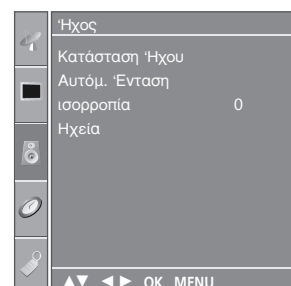 Ήχος
Κατάσταση Ήχου
Αυτόμ. Ένταση
ισορροπία 0
Ηχεία
▲▼ ◄► OK MENU